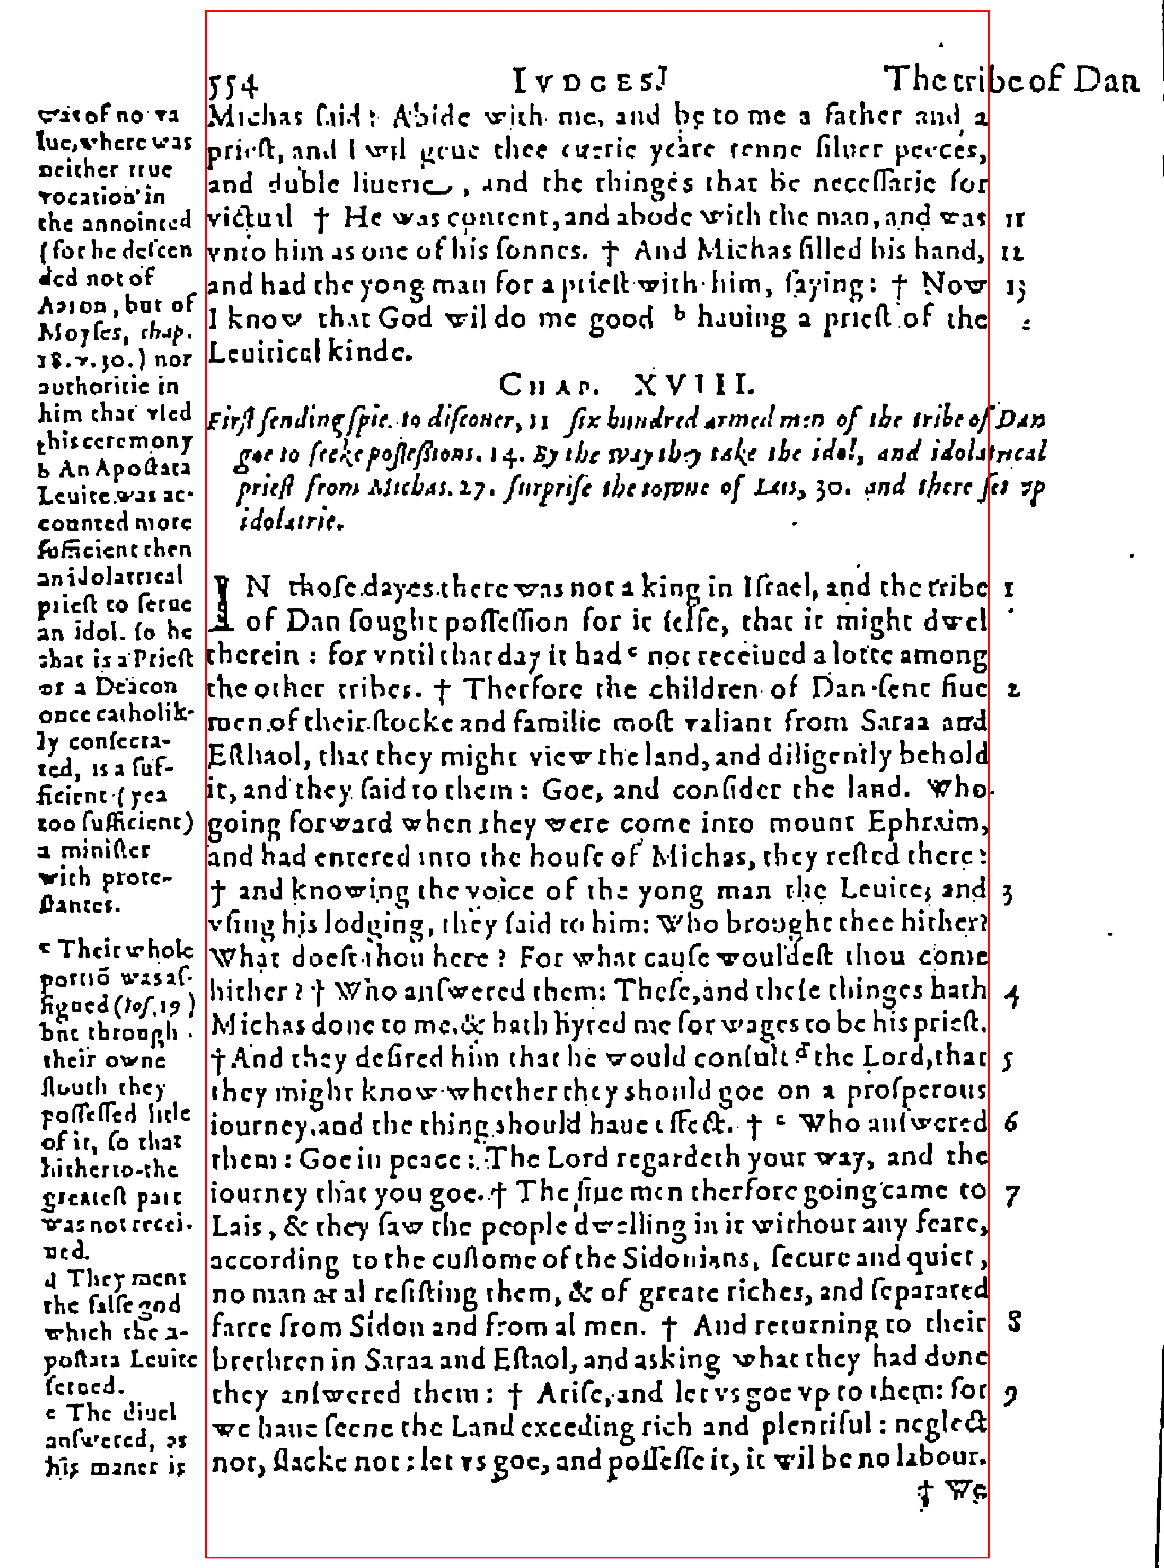 554 IVDGES. The tribe of Dan
Michas ſaid: Abide with me, and be to me a father and a
prieſt, and I wil geue thee euerie yeare tenne ſiluer peeces,
and duble liuerie, and the thinges that be neceſſarie for
victual † He was content, and abode with the man, and was 11
vnto him as one of his ſonnes. † And Michas filled his hand, 12
and had the yong man for a prieſt with him, ſaying: † Now 13
I know that God wil do me good b hauing a prieſt of the
Leuitical kinde.
CHAP. XVIII.
Firſt ſending ſpie. to diſcouer, 11 ſix hundred armed men of the tribe of Dan
goe to ſeeke poſſeſsions. 14. By the way they take the idol, and idolatrical
prieſt from Michas. 27. ſurpriſe the towne of Lais, 30. and there ſet vp
idolatrie.
IN thoſe dayes there was not a king in Iſrael, and the tribe 1
of Dan ſought poſſeſſion for it ſelfe, that it might dwel
therein: for vntil that day it had c not receiued a lotte among
the other tribes. † Therfore the children of Dan ſent fiue 2
men of their ſtocke and familie moſt valiant from Saraa and
Eſthaol, that they might view the land, and diligently behold
it, and they ſaid to them: Goe, and conſider the land. Who
going forward when they were come into mount Ephraim,
and had entered into the houſe of Michas, they reſted there:
† and knowing the voice of the yong man the Leuite, and 3
vſing his lodging, they ſaid to him: Who brought thee hither?
What doeſt thou here? For what cauſe wouldeſt thou come
hither? † Who anſwered them: Theſe, and theſe thinges hath 4
Michas done to me, & hath hyred me for wages to be his prieſt.
† And they deſired him that he would conſult d the Lord, that 5
they might know whether they should goe on a proſperous
iourney, and the thing should haue effect. † e Who anſwered 6
them: Goe in peace: The Lord regardeth your way, and the
iourney that you goe. † The fiue men therfore going came to 7
Lais, & they ſaw the people dwelling in it without any feare,
according to the cuſtome of the Sidonians, ſecure and quiet,
no man at al reſiſting them, & of greate riches, and ſeparated
farre from Sidon and from al men. † And returning to their 8
brethren in Saraa and Eſtaol, and asking what they had done
they anſwered them: † Ariſe, and let vs goe vp to them: for 9
we haue ſeene the Land exceding rich and plentiful: neglect
not, ſlacke not: let vs goe, and poſſeſſe it, it wil be no labour.
† We
was of no va
lue, where was
neither true
vocation in
the annointed
(for he deſcen
ded not of
Aaron, but of
Moyſes, chap.
18. v. 30.) nor
authoritie in
him that vſed
this ceremony
b An Apoſtata
Leuite was ac-
counted more
ſufficient then
an idolatrical
prieſt to ſerue
an idol. ſo he
that is a Prieſt
or a Deacon
once catholik-
ly conſecra-
ted, is a ſuf-
ficient (yea
too ſufficient)
a miniſter
with prote-
ſtantes.
c Their whole
portiō was aſ-
ſigned (Ioſ. 19)
but through
their owne
ſlouth they
poſſeſſed litle
of it, ſo that
hitherto the
greateſt part
was not recei-
ued.
d They ment
the falſe god
which the a-
poſtata Leuite
ſerued.
e The diuel
anſwered, as
his maner is